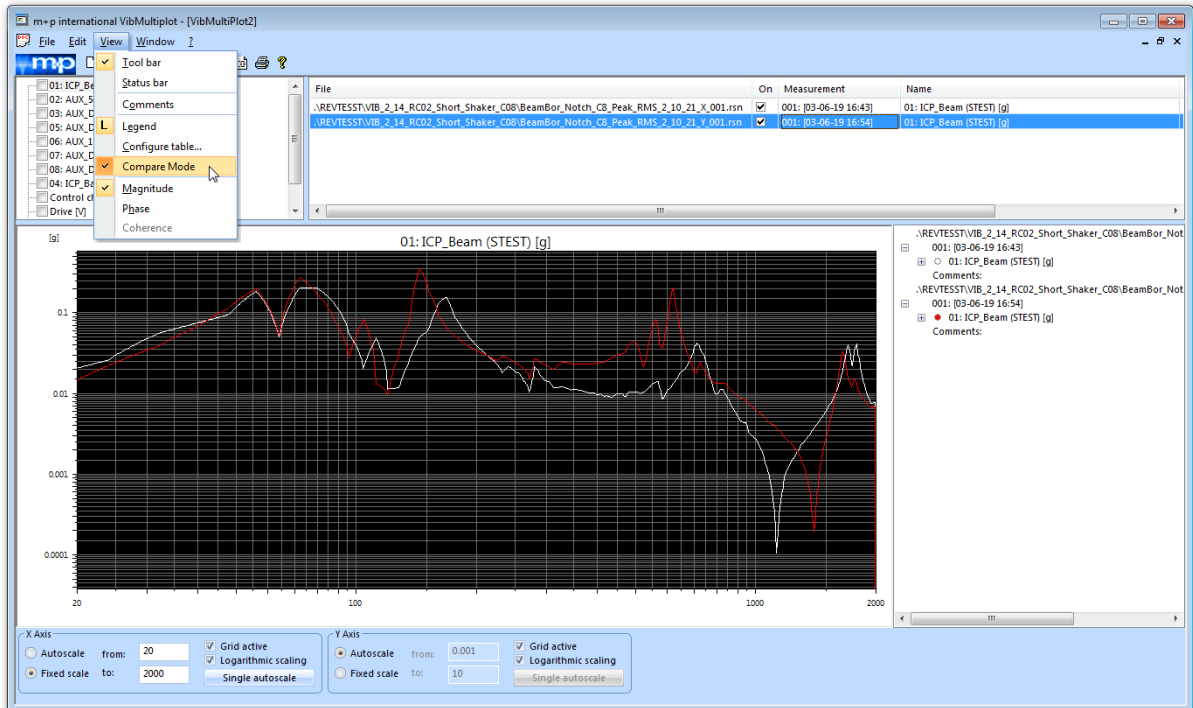 m+p international VibMultiplot - [VibMultiPlot2]
File Edit View Window ?
mp
Tool bar
Status bar
Comments
L Legend
Configure table...
Compare Mode
Magnitude
Phase
Coherence
01: ICP_Be
02: AUX_5
03: AUX_D
05: AUX_D
06: AUX_1
07: AUX_D
08: AUX_D
04: ICP_Ba
Control ch
Drive [V]
File On Measurement Name
.\REVTESST\VIB_2_14_RC02_Short_Shaker_C08\BeamBor_Notch_C8_Peak_RMS_2_10_21_X_001.rsn 001: [03-06-19 16:43] 01: ICP_Beam (STEST) [g]
.\REVTESST\VIB_2_14_RC02_Short_Shaker_C08\BeamBor_Notch_C8_Peak_RMS_2_10_21_Y_001.rsn 001: [03-06-19 16:54] 01: ICP_Beam (STEST) [g]
[g]
01: ICP_Beam (STEST) [g]
0.1
0.01
0.001
0.0001
20 100 1000 2000
.\REVTESST\VIB_2_14_RC02_Short_Shaker_C08\BeamBor_Not
001: [03-06-19 16:43]
01: ICP_Beam (STEST) [g]
Comments:
.\REVTESST\VIB_2_14_RC02_Short_Shaker_C08\BeamBor_Not
001: [03-06-19 16:54]
01: ICP_Beam (STEST) [g]
Comments:
X Axis
Autoscale from: 20
Fixed scale to: 2000
Grid active
Logarithmic scaling
Single autoscale
Y Axis
Autoscale from: 0.001
Fixed scale to: 10
Grid active
Logarithmic scaling
Single autoscale